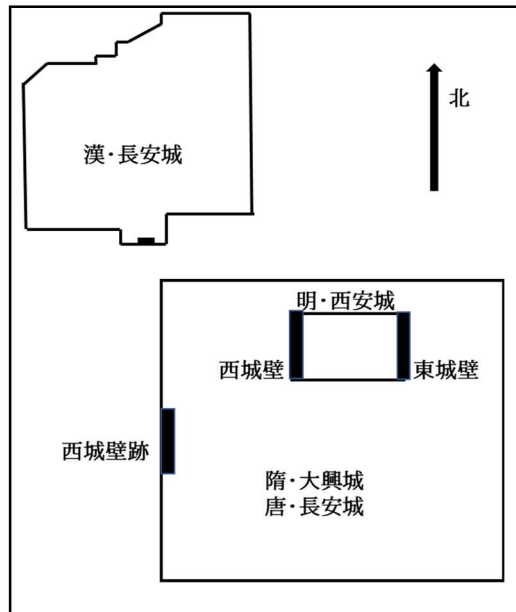 漢・長安城
北
明・西安城
西城壁
東城壁
西城壁跡
隋・大興城
唐・長安城